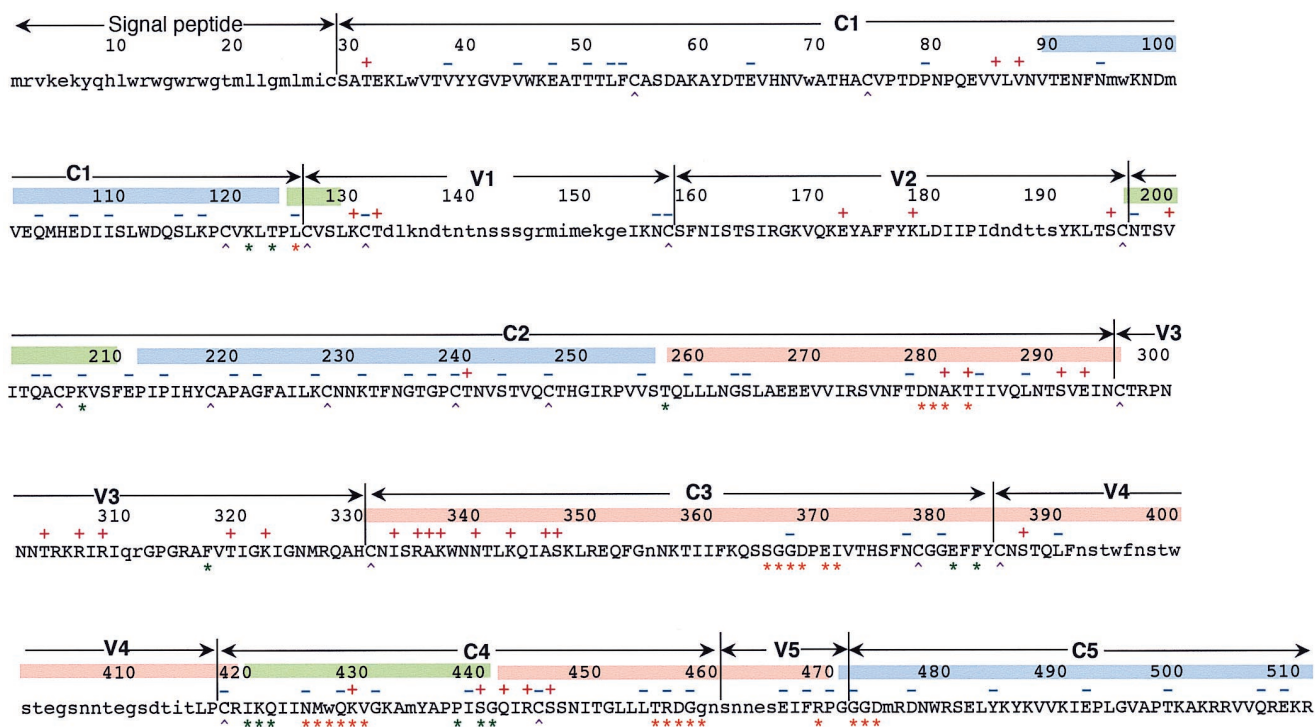 Signal peptide C1
10 20 30 40 50 60 70 80 90 100
mrvkekyqhlwrwgwrwgtmllgmlmicSATEKLwVTVYYGVPVWKEATTTLFCASDAKAYDTEVHNVwATHACVPTDPNPQEVVLVNVTENFNmwKNDm
C1 V1 V2
110 120 130 140 150 160 170 180 190 200
VEQMHEDIISLWDQSLKPCVKLTPLCVSLKCTdlkndtntnsssgrmimekgeIKNCSFNISTSIRGKVQKEYAFFYKLDIIPIdndttsYKLTSCNTSV
C2 V3
210 220 230 240 250 260 270 280 290 300
ITQACPKVSFEPIPIHYCAPAGFAILKCNNKTFNGTGPCTNVSTVQCTHGIRPVVSTQLLLNGSLAEEEVVIRSVNFTDNAKTIIVQLNTSVEINCTRPN
V3 C3 V4
310 320 330 340 350 360 370 380 390 400
NNTRKRIRIqrGPGRAFVTIGKIGNMRQAHCNISRAKWNNTLKQIASKLREQFGnNKTIIFKQSSGGDPEIVTHSFNCGGEFFYCNSTQLFnstwfnstw
V4 C4 V5 C5
410 420 430 440 450 460 470 480 490 500 510
stegsnntegsdtitLPCRIKQIINMwQKVGKAmYAPPISGQIRCSSNITGLLLTRDGgnsnnesEIFRPGGGDmRDNWRSELYKYKVVKIEPLGVAPTKAKRRVVQREKR